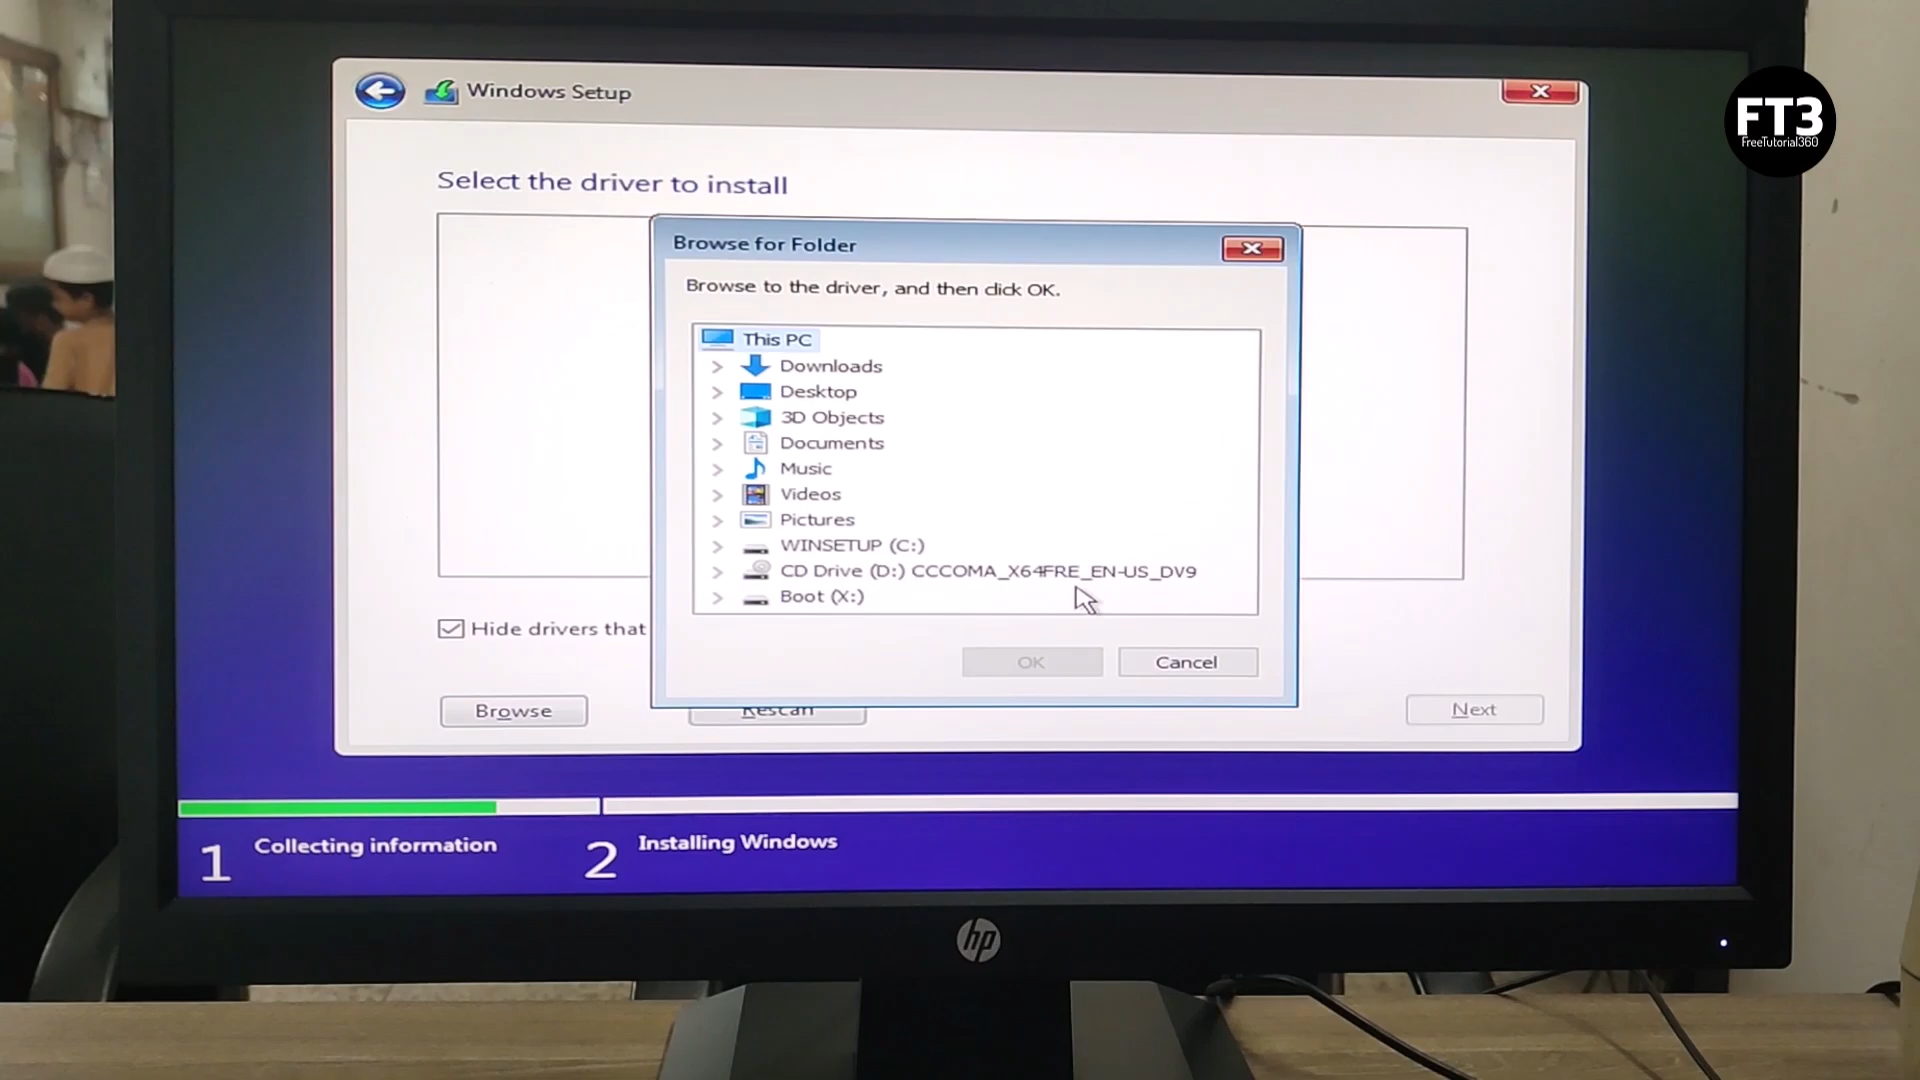 Windows Setup
FT3
FreeTutorial360
Select the driver to install
Browse for Folder
Browse to the driver, and then click OK.
This PC
Downloads
Desktop
3D Objects
Documents
Music
Videos
Pictures
WINSETUP (C:)
CD Drive (D:) CCCOMA_X64FRE_EN-US_DV9
Boot (X:)
Hide drivers that
OK
Cancel
Browse
Rescan
Next
1 Collecting information
2 Installing Windows
hp